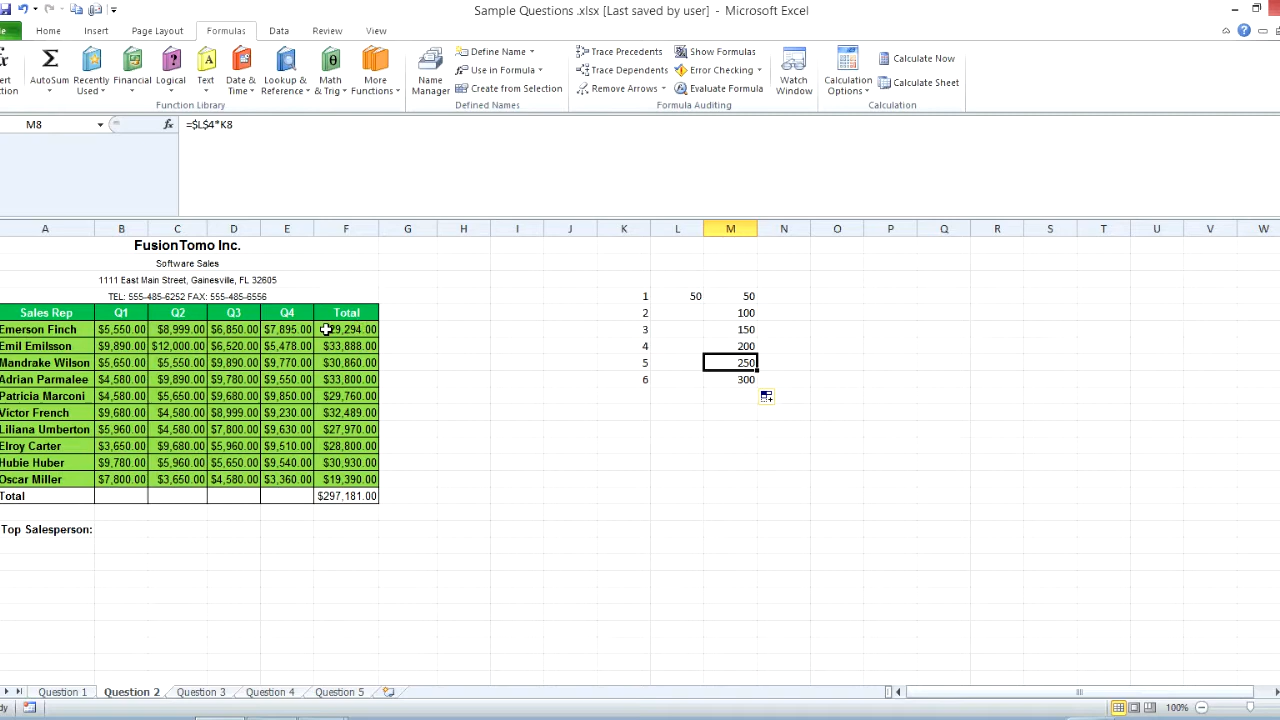 Sample Questions .xlsx [Last saved by user] - Microsoft Excel
Home Insert Page Layout Formulas Data Review View
AutoSum Recently Used Financial Logical Text Date & Time Lookup & Reference Math & Trig More Functions
Function Library
Name Manager
Define Name
Use in Formula
Create from Selection
Defined Names
Trace Precedents
Trace Dependents
Remove Arrows
Show Formulas
Error Checking
Evaluate Formula
Formula Auditing
Watch Window
Calculation Options
Calculate Now
Calculate Sheet
Calculation
M8 fx =$L$4*K8
A B C D E F G H I J K L M N O P Q R S T U V W
FusionTomo Inc.
Software Sales
1111 East Main Street, Gainesville, FL 32605
TEL: 555-485-6252 FAX: 555-485-6556 1 50 50
Sales Rep Q1 Q2 Q3 Q4 Total 2 100
Emerson Finch $5,550.00 $8,999.00 $6,850.00 $7,895.00 9,294.00 3 150
Emil Emilsson $9,890.00 $12,000.00 $6,520.00 $5,478.00 $33,888.00 4 200
Mandrake Wilson $5,650.00 $5,550.00 $9,890.00 $9,770.00 $30,860.00 5 250
Adrian Parmalee $4,580.00 $9,890.00 $9,780.00 $9,550.00 $33,800.00 6 300
Patricia Marconi $4,580.00 $5,650.00 $9,680.00 $9,850.00 $29,760.00
Victor French $9,680.00 $4,580.00 $8,999.00 $9,230.00 $32,489.00
Liliana Umberton $5,960.00 $4,580.00 $7,800.00 $9,630.00 $27,970.00
Elroy Carter $3,650.00 $9,680.00 $5,960.00 $9,510.00 $28,800.00
Hubie Huber $9,780.00 $5,960.00 $5,650.00 $9,540.00 $30,930.00
Oscar Miller $7,800.00 $3,650.00 $4,580.00 $3,360.00 $19,390.00
Total $297,181.00
Top Salesperson:
Question 1 Question 2 Question 3 Question 4 Question 5
100%